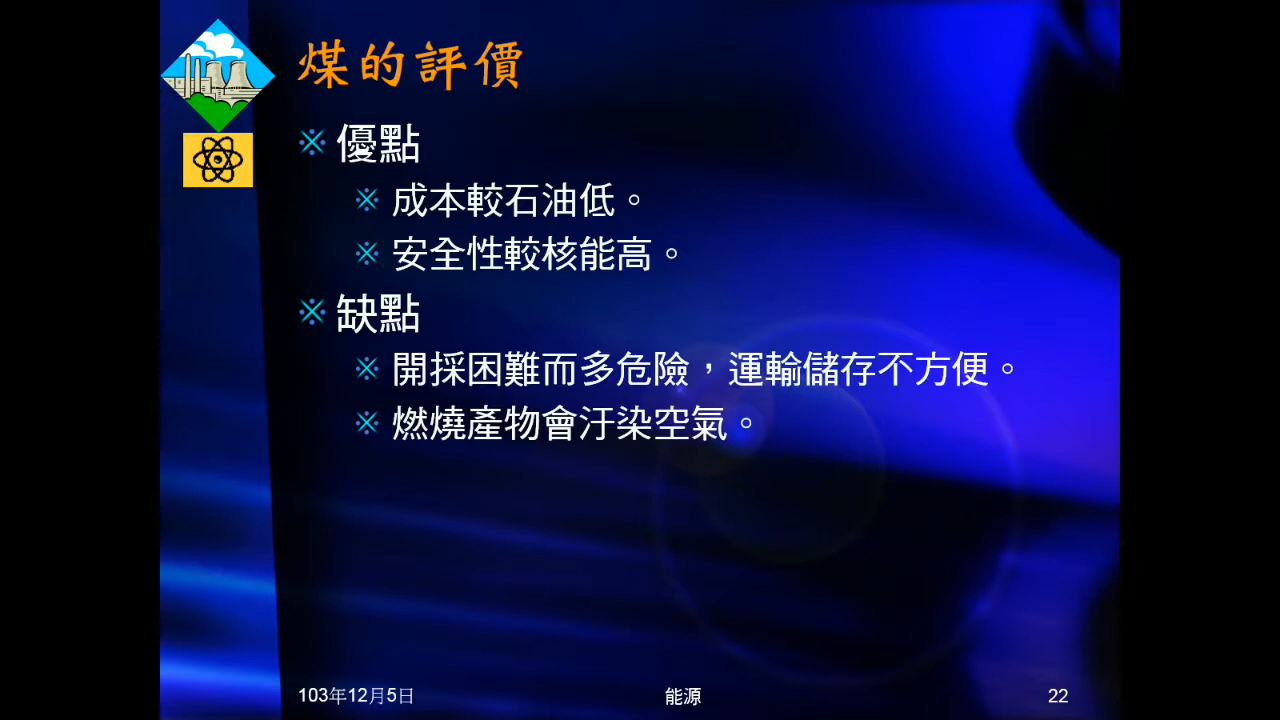 煤的評價
※ 優點
※ 成本較石油低。
※ 安全性較核能高。
※ 缺點
※ 開採困難而多危險，運輸儲存不方便。
※ 燃燒產物會汙染空氣。
103年12月5日
能源
22